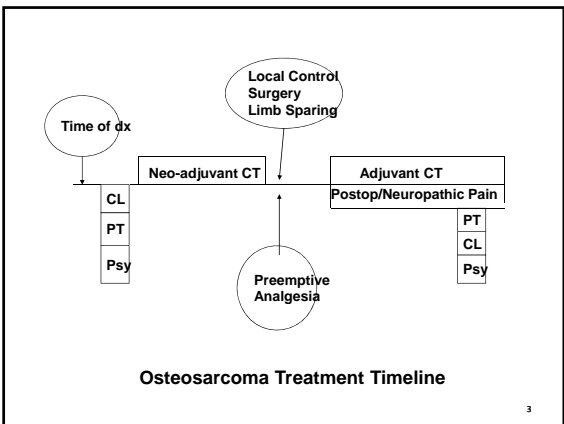 Local Control
Surgery
Limb Sparing
Time of dx
Neo-adjuvant CT
Adjuvant CT
Postop/Neuropathic Pain
CL
PT
Psy
PT
CL
Psy
Preemptive
Analgesia
Osteosarcoma Treatment Timeline
3